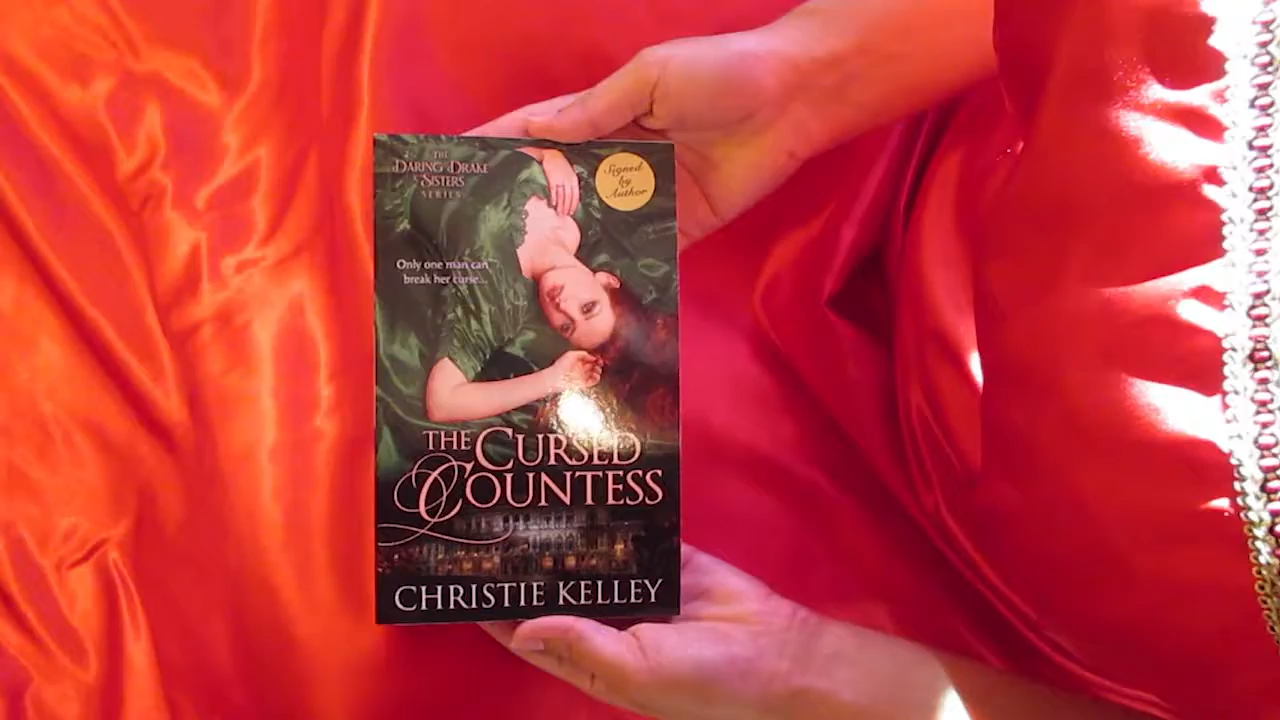 THE
DARING DRAKE
SISTERS
SERIES
Signed
by
Author
Only one man can
break her curse...
THE CURSED
COUNTESS
CHRISTIE KELLEY